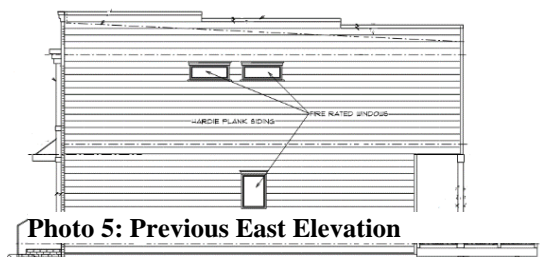 HARDIE PLANK SIDING
FIRE RATED WINDOWS
Photo 5: Previous East Elevation